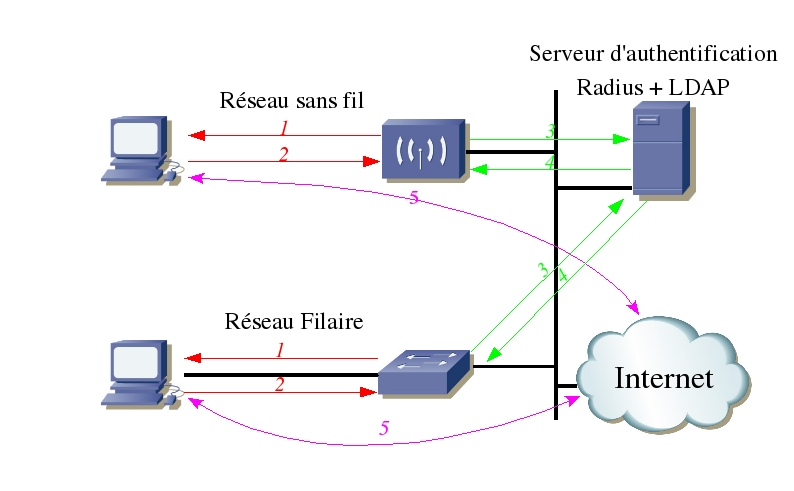 Serveur d'authentification
Radius + LDAP
Réseau sans fil
1
2
3
4
5
3
4
Réseau Filaire
1
2
5
Internet